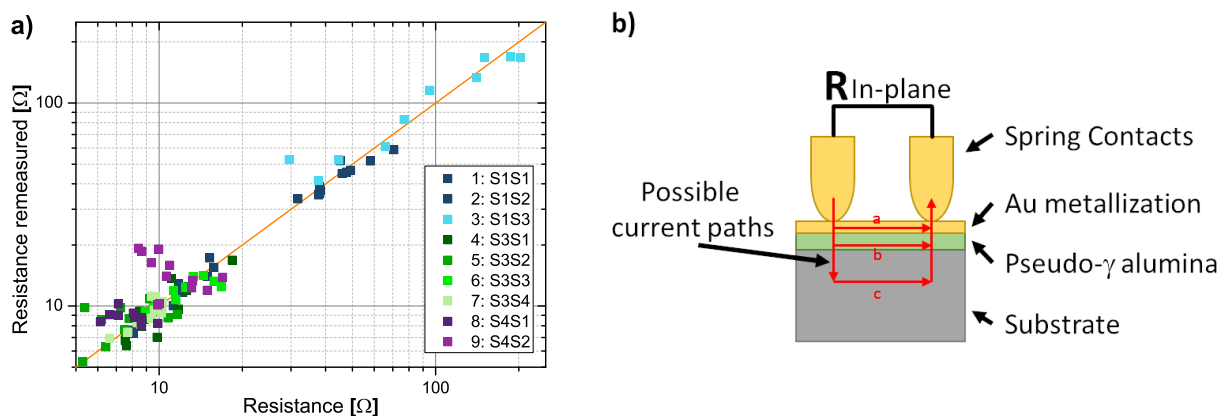 a)
Resistance remeasured [Ω]
100
10
10
100
Resistance [Ω]
1: S1S1
2: S1S2
3: S1S3
4: S3S1
5: S3S2
6: S3S3
7: S3S4
8: S4S1
9: S4S2
b)
R In-plane
Spring Contacts
Possible
current paths
a
Au metallization
b
Pseudo-γ alumina
c
Substrate